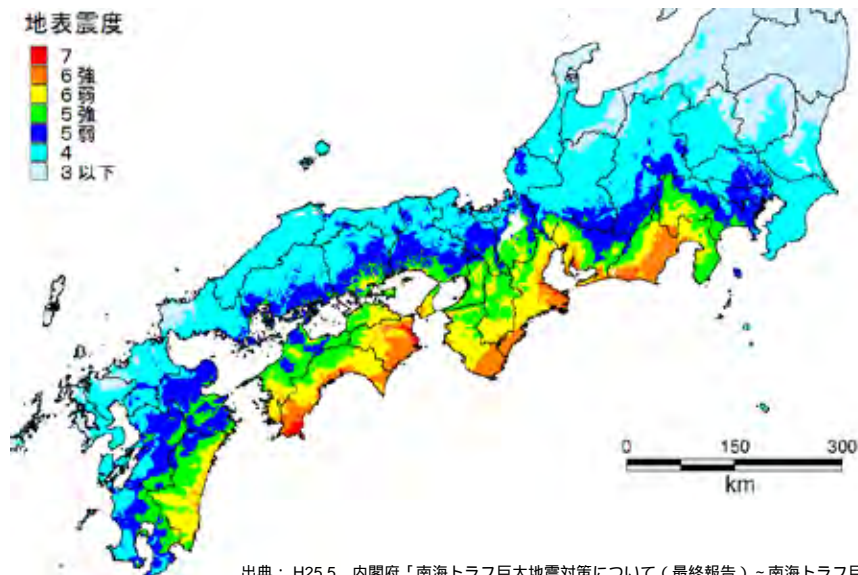 地表震度
7
6強
6弱
5強
5弱
4
3以下
0 150 300
km
出典： H25.5 内閣府「南海トラフ巨大地震対策について（最終報告）~南海トラフ巨